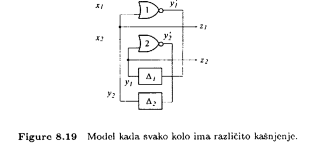 x₁
1
y₁'
z₁
x₂
2
y₂'
z₂
y₁
Δ₁
y₂
Δ₂
Figure 8.19 Model kada svako kolo ima različito kašnjenje.